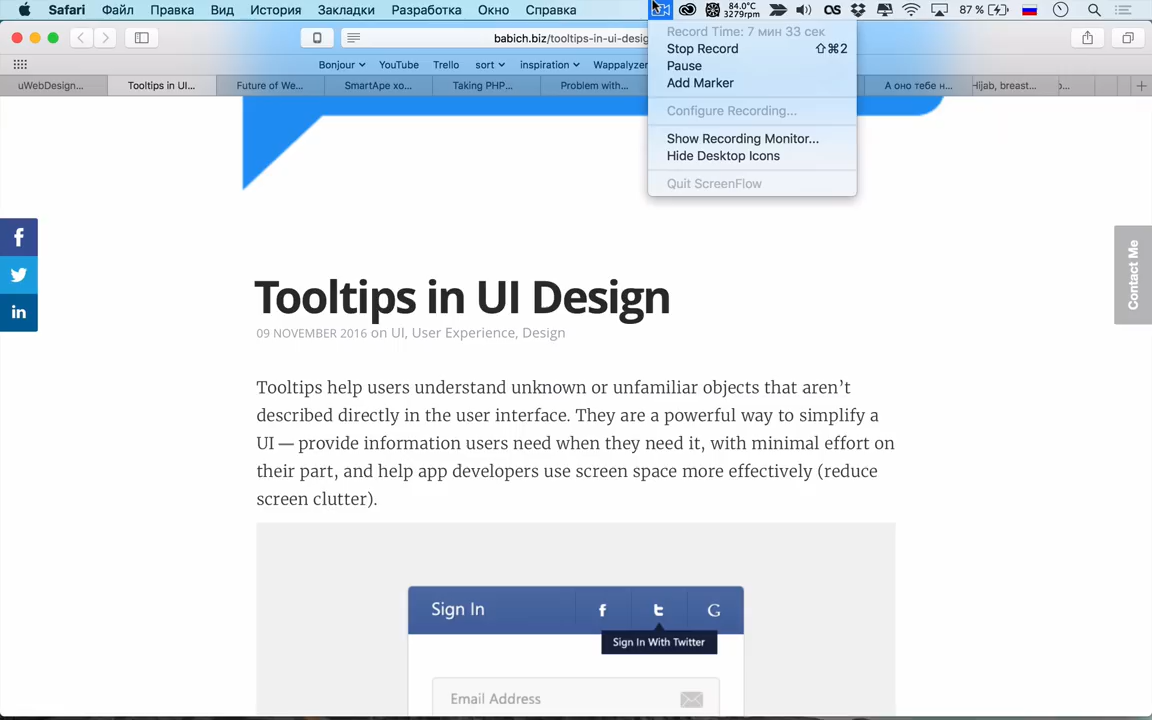 Safari Файл Правка Вид История Закладки Разработка Окно Справка 84.0°C 3279rpm 87 %
Record Time: 7 мин 33 сек
Stop Record ⇧⌘2
Pause
Add Marker
Configure Recording...
Show Recording Monitor...
Hide Desktop Icons
Quit ScreenFlow
babich.biz/tooltips-in-ui-desig
Bonjour YouTube Trello sort inspiration Wappalyzer
uWebDesign... Tooltips in UI... Future of We... SmartApe хо... Taking PHP... Problem with... А оно тебе н... Hijab, breast...
Contact Me
Tooltips in UI Design
09 NOVEMBER 2016 on UI, User Experience, Design
Tooltips help users understand unknown or unfamiliar objects that aren’t
described directly in the user interface. They are a powerful way to simplify a
UI — provide information users need when they need it, with minimal effort on
their part, and help app developers use screen space more effectively (reduce
screen clutter).
Sign In f t G
Sign In With Twitter
Email Address